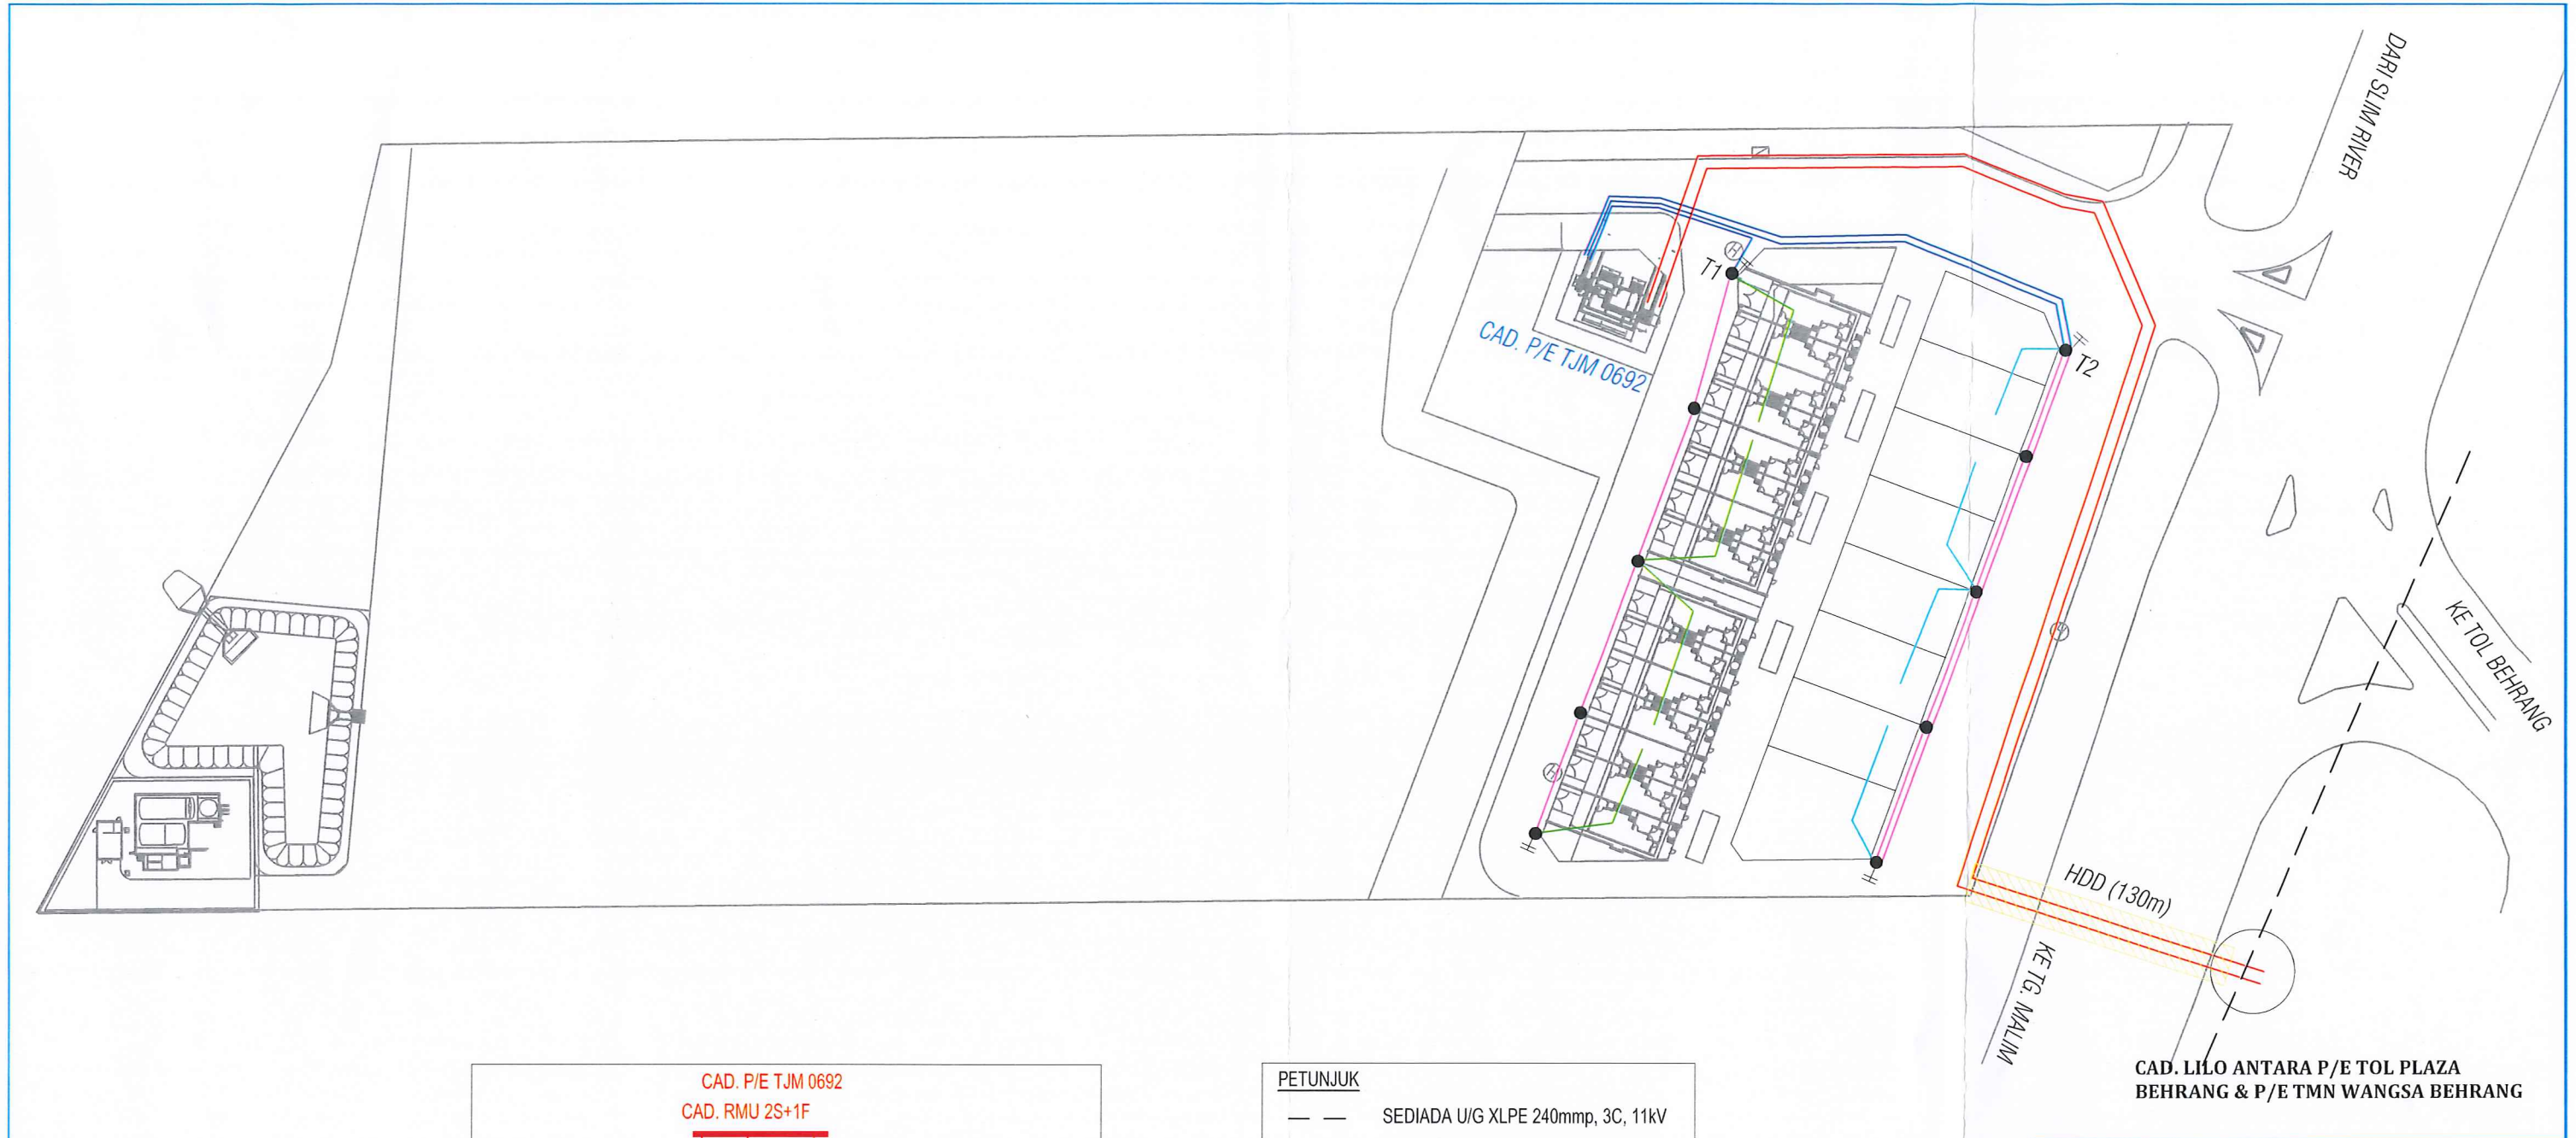 DARI SLIM RIVER
T1
CAD. P/E TJM 0692
T2
KE TOL BEHRANG
HDD (130m)
KE TG. MALIM
CAD. LILO ANTARA P/E TOL PLAZA
BEHRANG & P/E TMN WANGSA BEHRANG
CAD. P/E TJM 0692
CAD. RMU 2S+1F
PETUNJUK
SEDIADA U/G XLPE 240mmp, 3C, 11kV